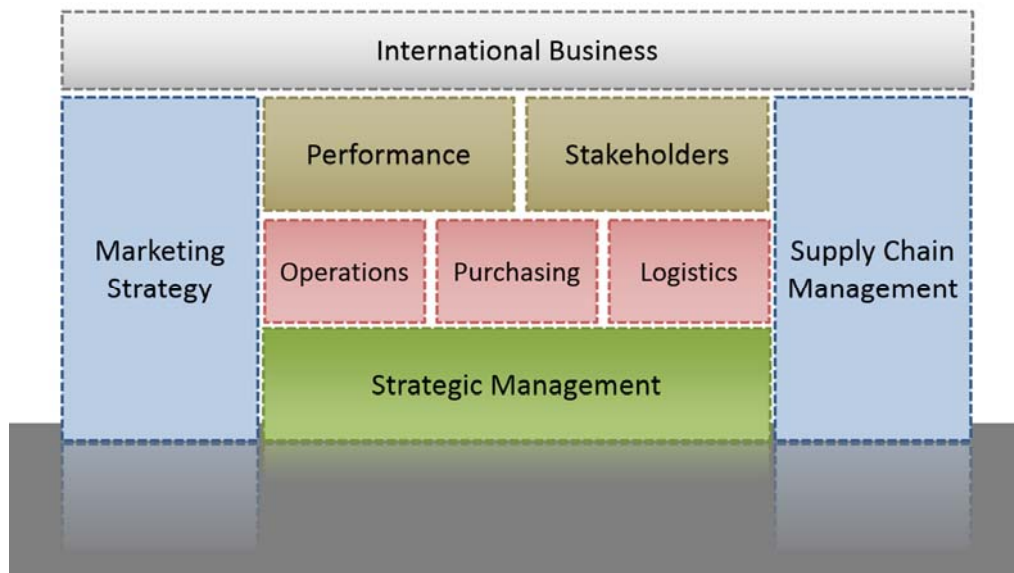 International Business
Performance
Stakeholders
Marketing
Strategy
Operations
Purchasing
Logistics
Supply Chain
Management
Strategic Management